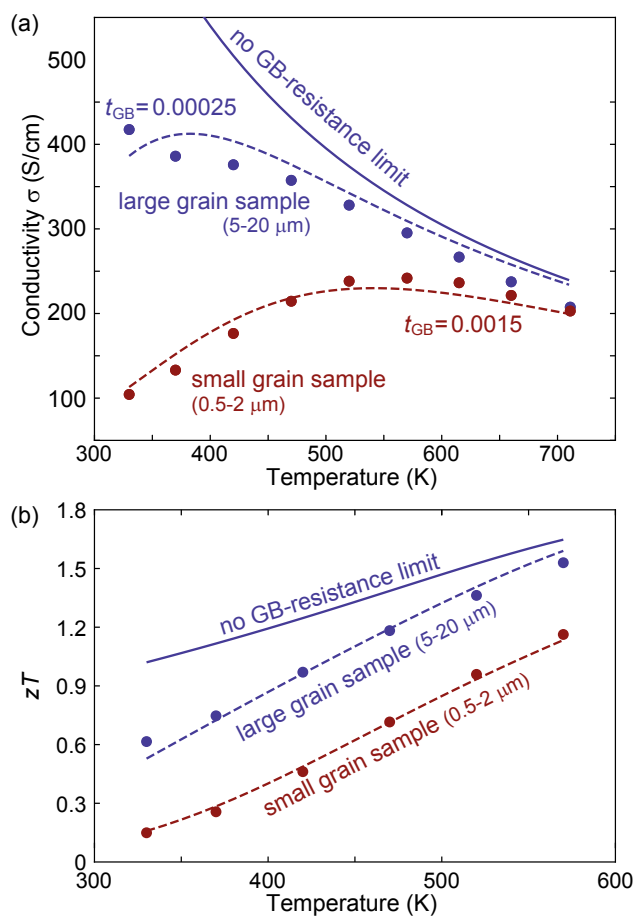 (a)
500
400
300
200
100
Conductivity σ (S/cm)
no GB-resistance limit
tGB=0.00025
large grain sample
(5-20 μm)
tGB=0.0015
small grain sample
(0.5-2 μm)
300 400 500 600 700
Temperature (K)
(b)
1.8
1.5
1.2
0.9
0.6
0.3
0
zT
no GB-resistance limit
large grain sample (5-20 μm)
small grain sample (0.5-2 μm)
300 400 500 600
Temperature (K)